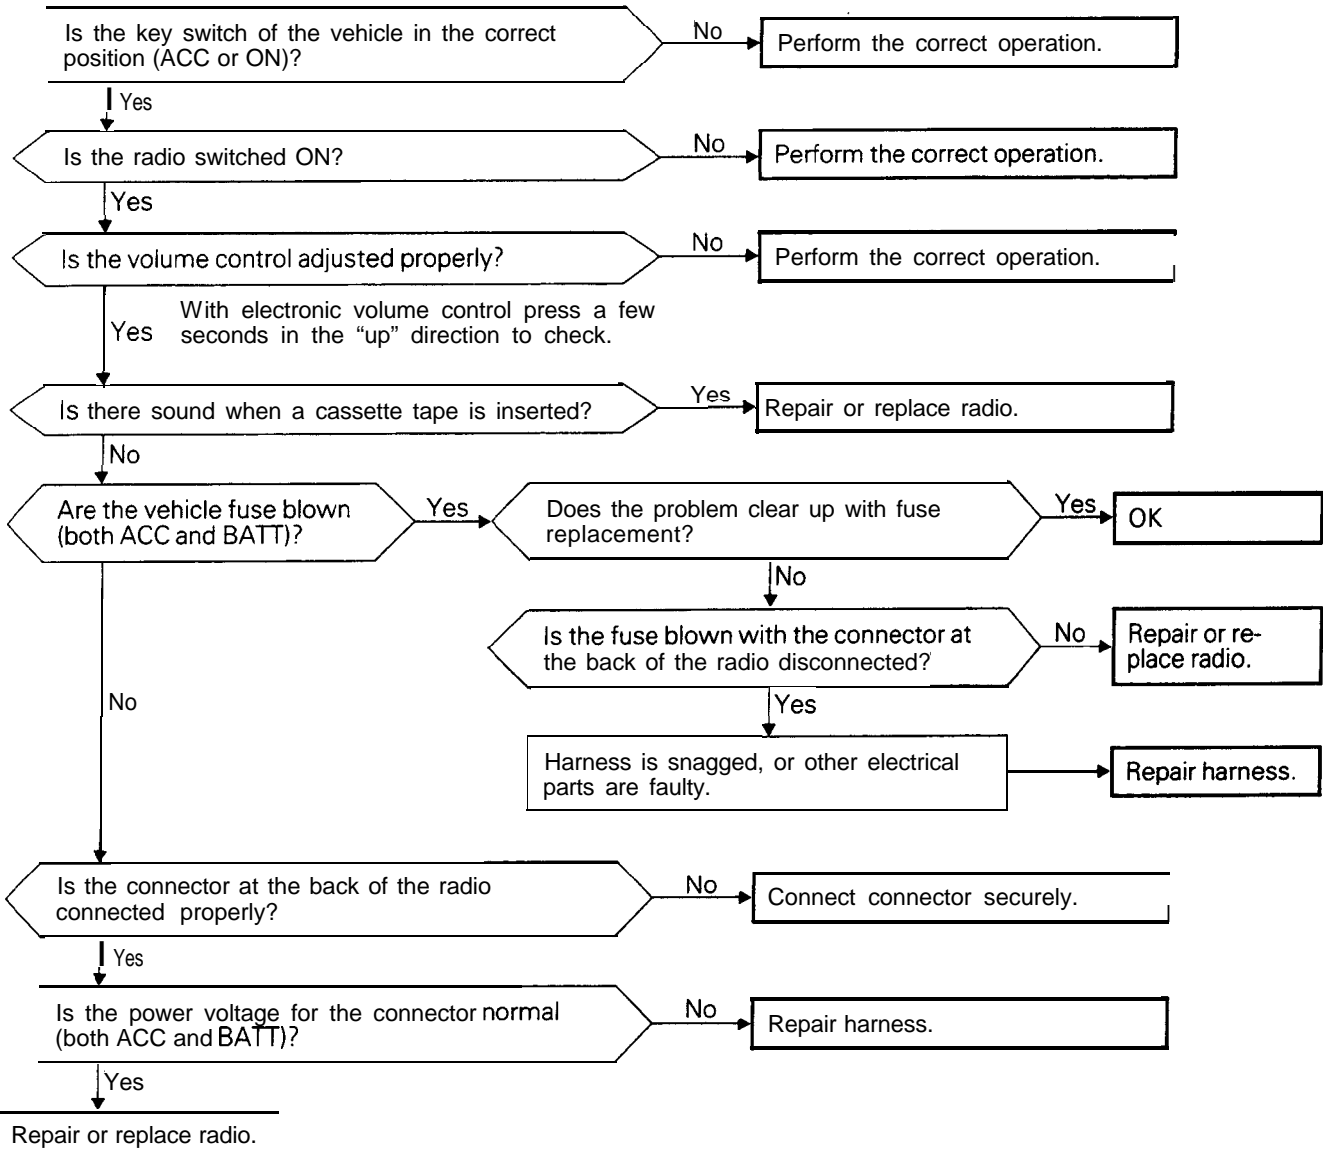 Is the key switch of the vehicle in the correct
position (ACC or ON)?
No
Perform the correct operation.
Yes
Is the radio switched ON?
No
Perform the correct operation.
Yes
Is the volume control adjusted properly?
No
Perform the correct operation.
Yes
With electronic volume control press a few
seconds in the “up” direction to check.
Is there sound when a cassette tape is inserted?
Yes
Repair or replace radio.
No
Are the vehicle fuse blown
(both ACC and BATT)?
Yes
Does the problem clear up with fuse
replacement?
Yes
OK
No
Is the fuse blown with the connector at
the back of the radio disconnected?
No
Repair or re-
place radio.
Yes
Harness is snagged, or other electrical
parts are faulty.
Repair harness.
No
Is the connector at the back of the radio
connected properly?
No
Connect connector securely.
Yes
Is the power voltage for the connector normal
(both ACC and BATT)?
No
Repair harness.
Yes
Repair or replace radio.